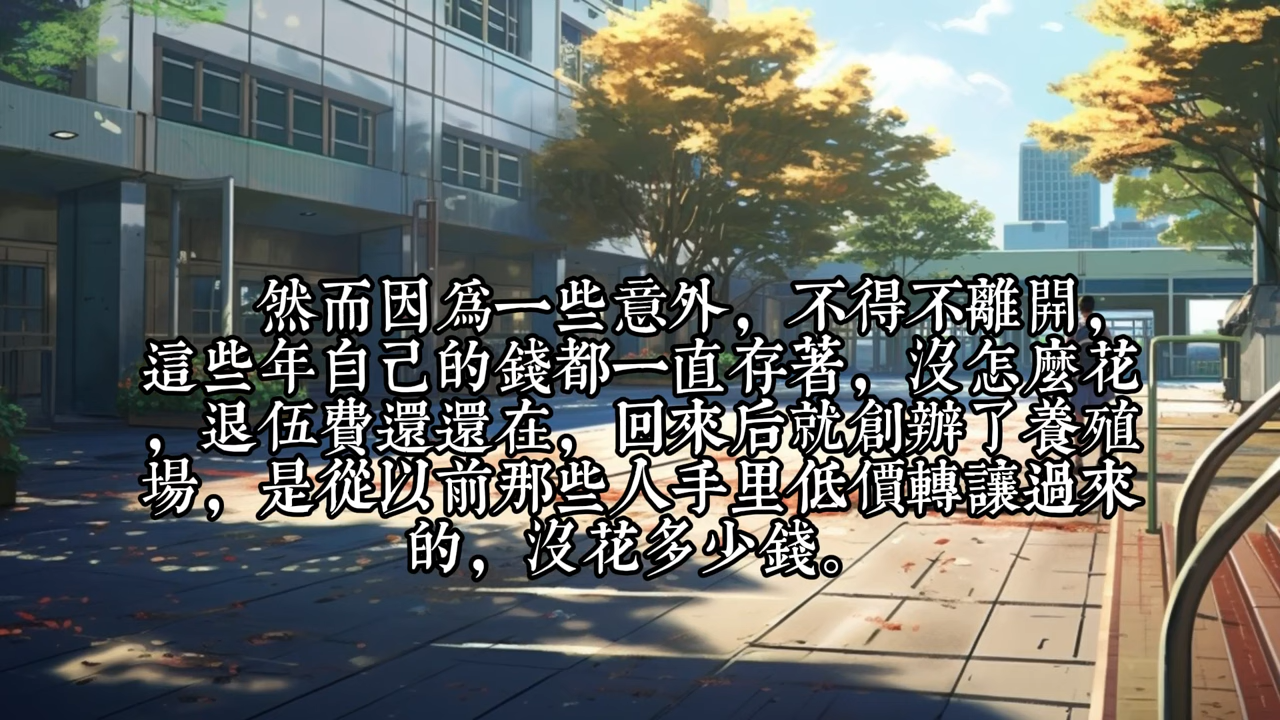 然而因爲一些意外，不得不離開，
這些年自己的錢都一直存著，沒怎麼花
，退伍費還還在，回來后就創辦了養殖
場，是從以前那些人手里低價轉讓過來
的，沒花多少錢。